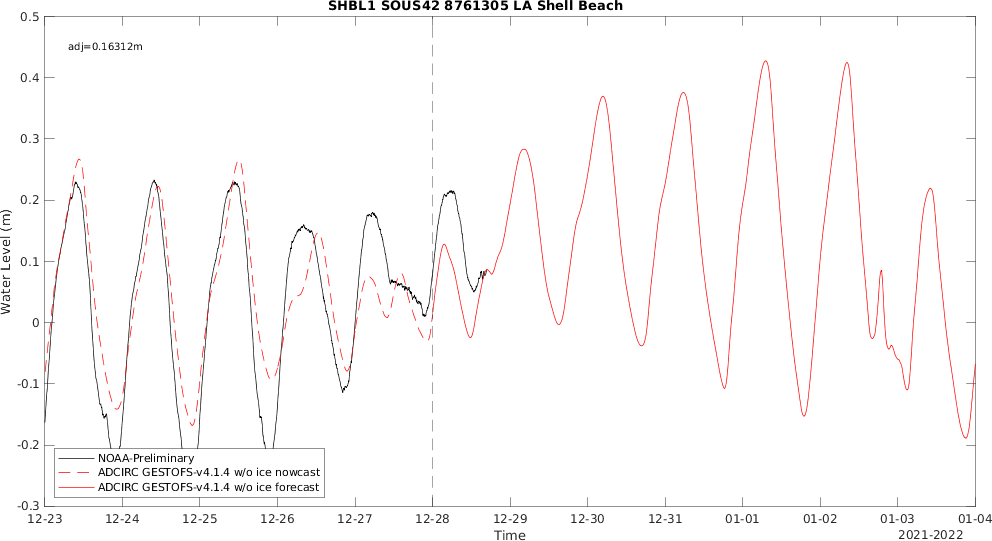 SHBL1 SOUS42 8761305 LA Shell Beach
adj=0.16312m
Water Level (m)
0.5
0.4
0.3
0.2
0.1
0
-0.1
-0.2
-0.3
NOAA-Preliminary
ADCIRC GESTOFS-v4.1.4 w/o ice nowcast
ADCIRC GESTOFS-v4.1.4 w/o ice forecast
12-23 12-24 12-25 12-26 12-27 12-28 12-29 12-30 12-31 01-01 01-02 01-03 01-04
Time
2021-2022